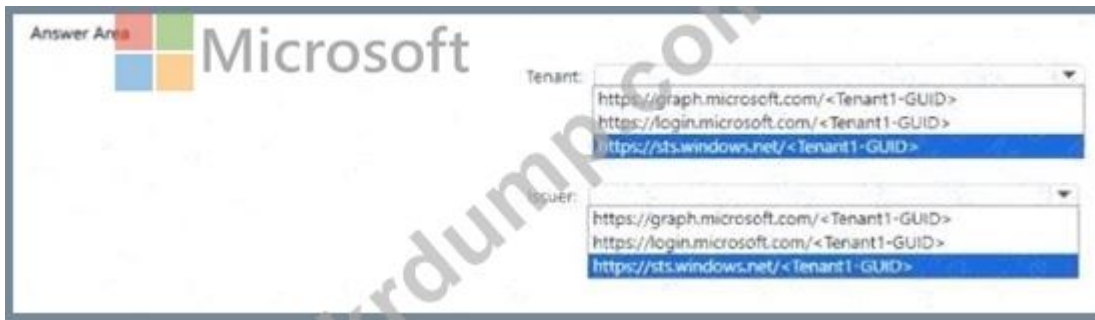 Answer Area
Microsoft
Tenant:
https://graph.microsoft.com/<Tenant1-GUID>
https://login.microsoft.com/<Tenant1-GUID>
https://sts.windows.net/<Tenant1-GUID>
Issuer:
https://graph.microsoft.com/<Tenant1-GUID>
https://login.microsoft.com/<Tenant1-GUID>
https://sts.windows.net/<Tenant1-GUID>
krdump.com